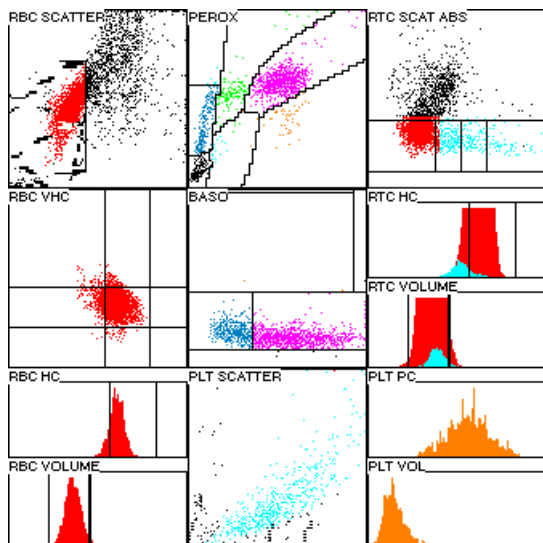 RBC SCATTER
PEROX
RTC SCAT ABS
RBC VHC
BASO
RTC HC
RTC VOLUME
RBC HC
PLT SCATTER
PLT PC
RBC VOLUME
PLT VOL